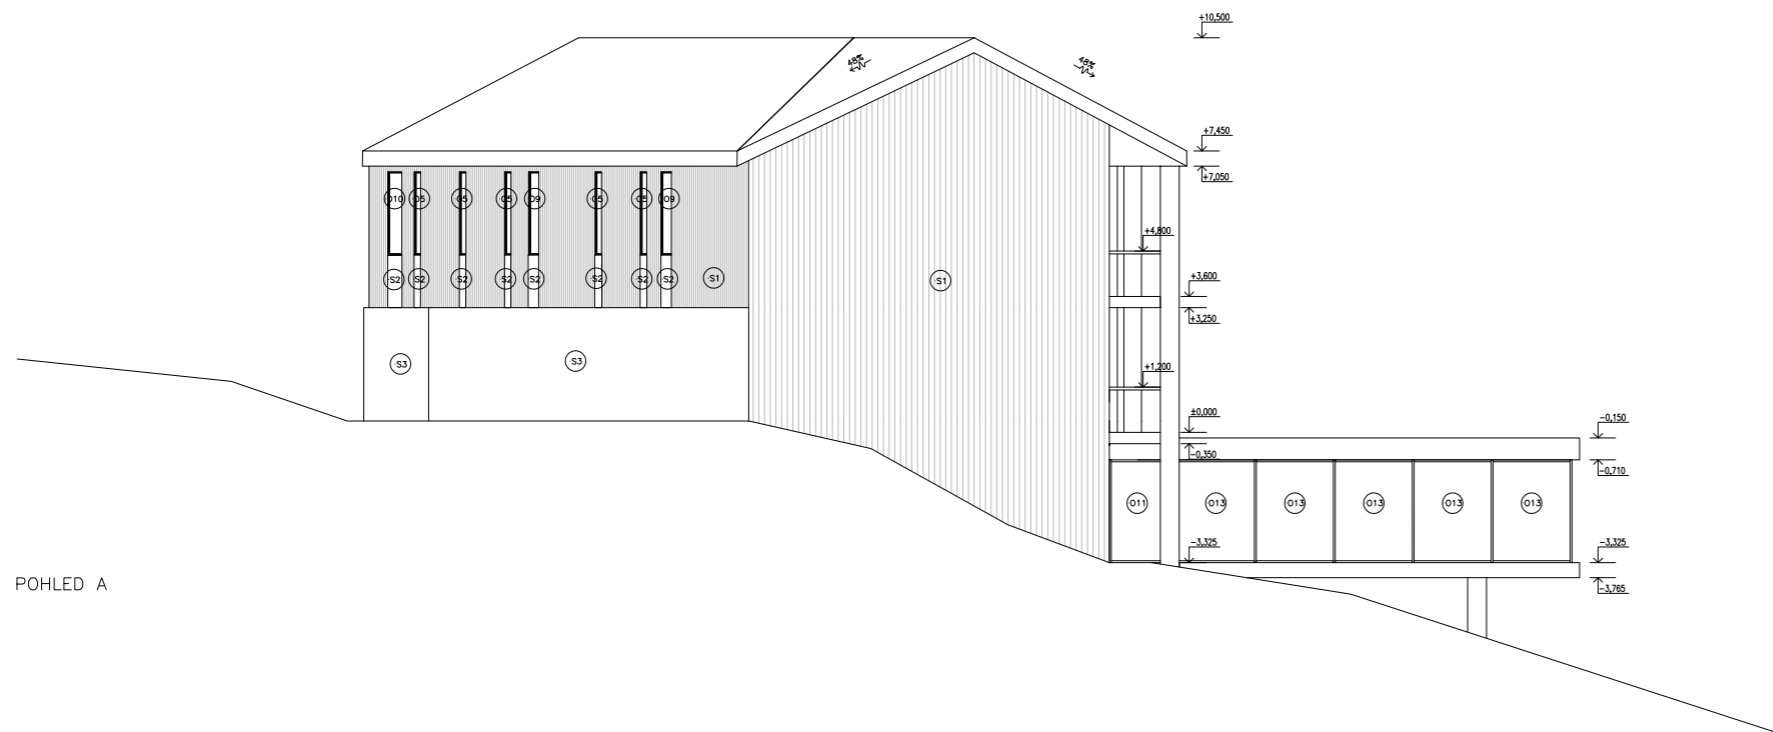 +10,500
48% 48%
+7,450
+7,050
O10 O5 O5 O5 O9 O5 O5 O9
+4,800
S2 S2 S2 S2 S2 S2 S2 S2 S1 S1
+3,600
+3,250
S3 S3
+1,200
±0,000
-0,150
-0,350
-0,710
O11 O13 O13 O13 O13 O13
-3,325 -3,325
POHLED A
-3,765